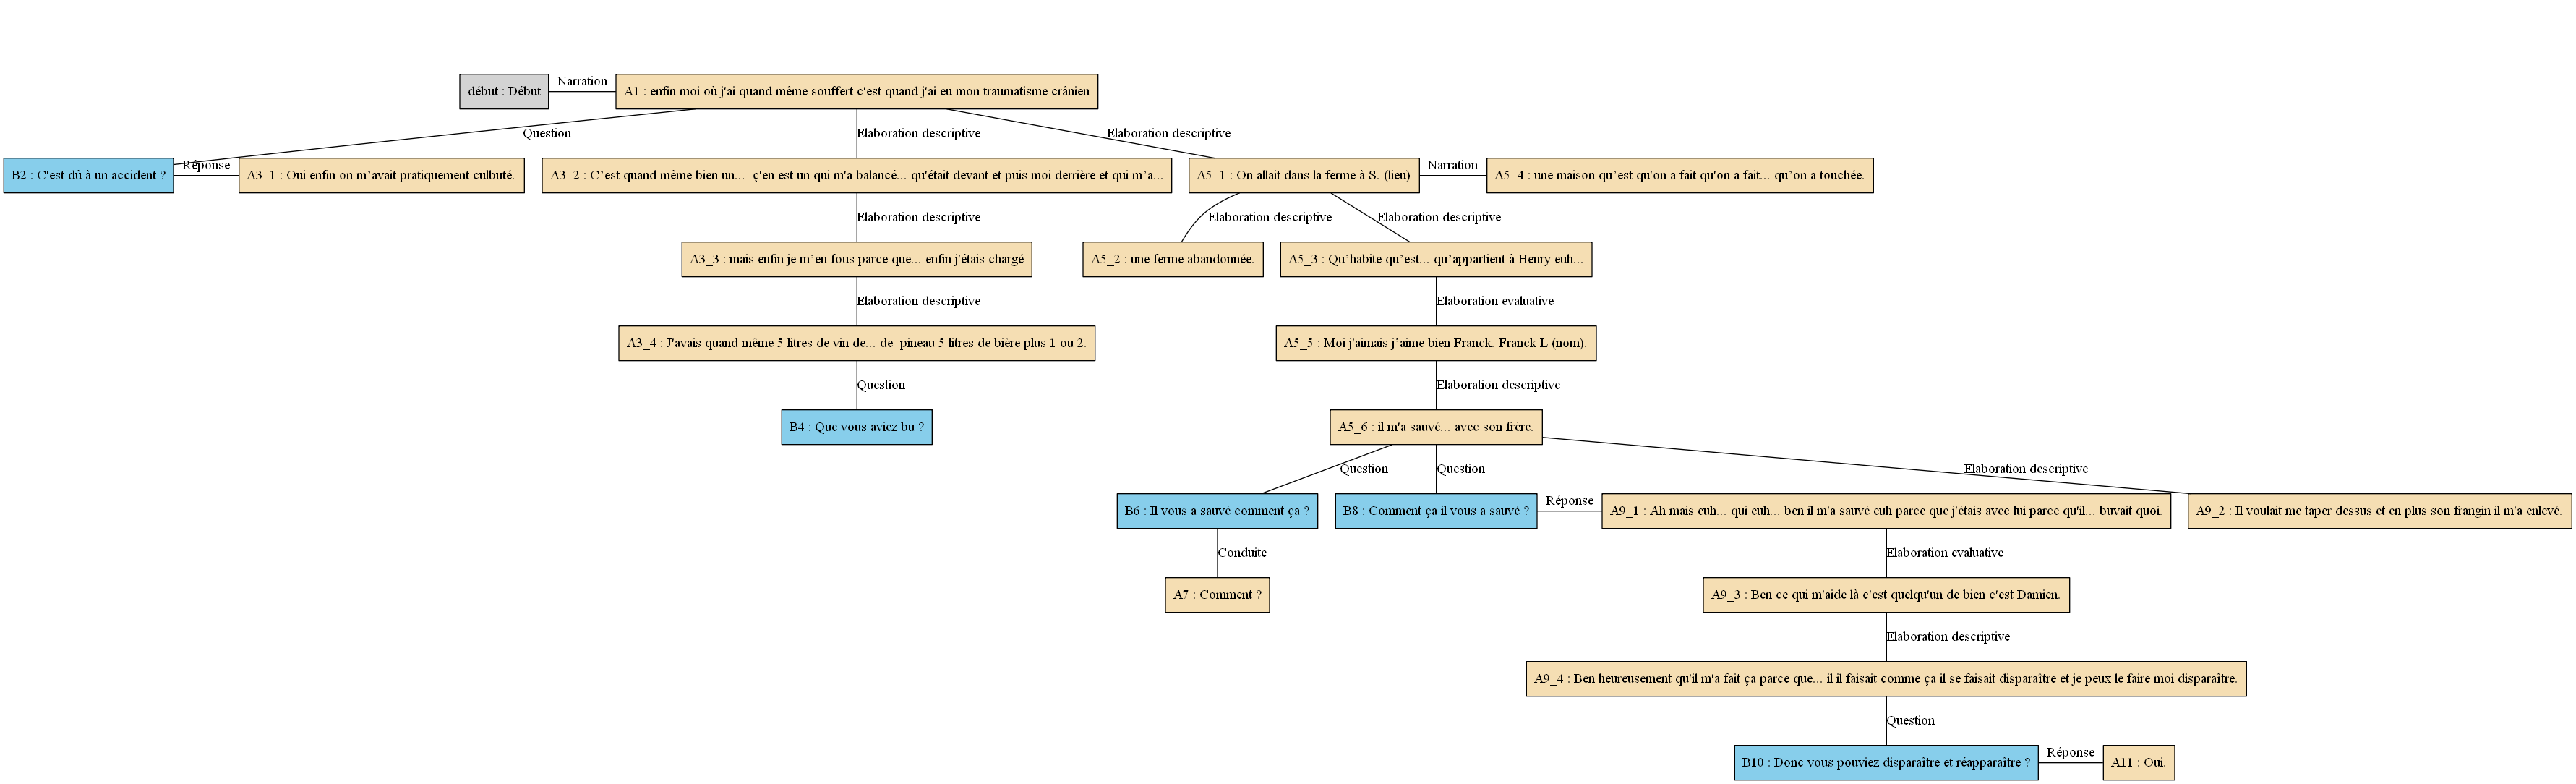 début : Début
Narration
A1 : enfin moi où j'ai quand même souffert c'est quand j'ai eu mon traumatisme crânien
Question
Elaboration descriptive
Elaboration descriptive
B2 : C'est dû à un accident ?
Réponse
A3_1 : Oui enfin on m’avait pratiquement culbuté.
A3_2 : C’est quand même bien un... ç'en est un qui m'a balancé... qu'était devant et puis moi derrière et qui m’a...
A5_1 : On allait dans la ferme à S. (lieu)
Narration
A5_4 : une maison qu’est qu'on a fait qu'on a fait... qu’on a touchée.
Elaboration descriptive
Elaboration descriptive
Elaboration descriptive
A3_3 : mais enfin je m’en fous parce que... enfin j'étais chargé
A5_2 : une ferme abandonnée.
A5_3 : Qu’habite qu’est... qu’appartient à Henry euh...
Elaboration descriptive
Elaboration evaluative
A3_4 : J'avais quand même 5 litres de vin de... de pineau 5 litres de bière plus 1 ou 2.
A5_5 : Moi j'aimais j’aime bien Franck. Franck L (nom).
Question
Elaboration descriptive
B4 : Que vous aviez bu ?
A5_6 : il m'a sauvé... avec son frère.
Question
Question
Elaboration descriptive
B6 : Il vous a sauvé comment ça ?
B8 : Comment ça il vous a sauvé ?
Réponse
A9_1 : Ah mais euh... qui euh... ben il m'a sauvé euh parce que j'étais avec lui parce qu'il... buvait quoi.
A9_2 : Il voulait me taper dessus et en plus son frangin il m'a enlevé.
Conduite
Elaboration evaluative
A7 : Comment ?
A9_3 : Ben ce qui m'aide là c'est quelqu'un de bien c'est Damien.
Elaboration descriptive
A9_4 : Ben heureusement qu'il m'a fait ça parce que... il il faisait comme ça il se faisait disparaître et je peux le faire moi disparaître.
Question
B10 : Donc vous pouviez disparaître et réapparaître ?
Réponse
A11 : Oui.